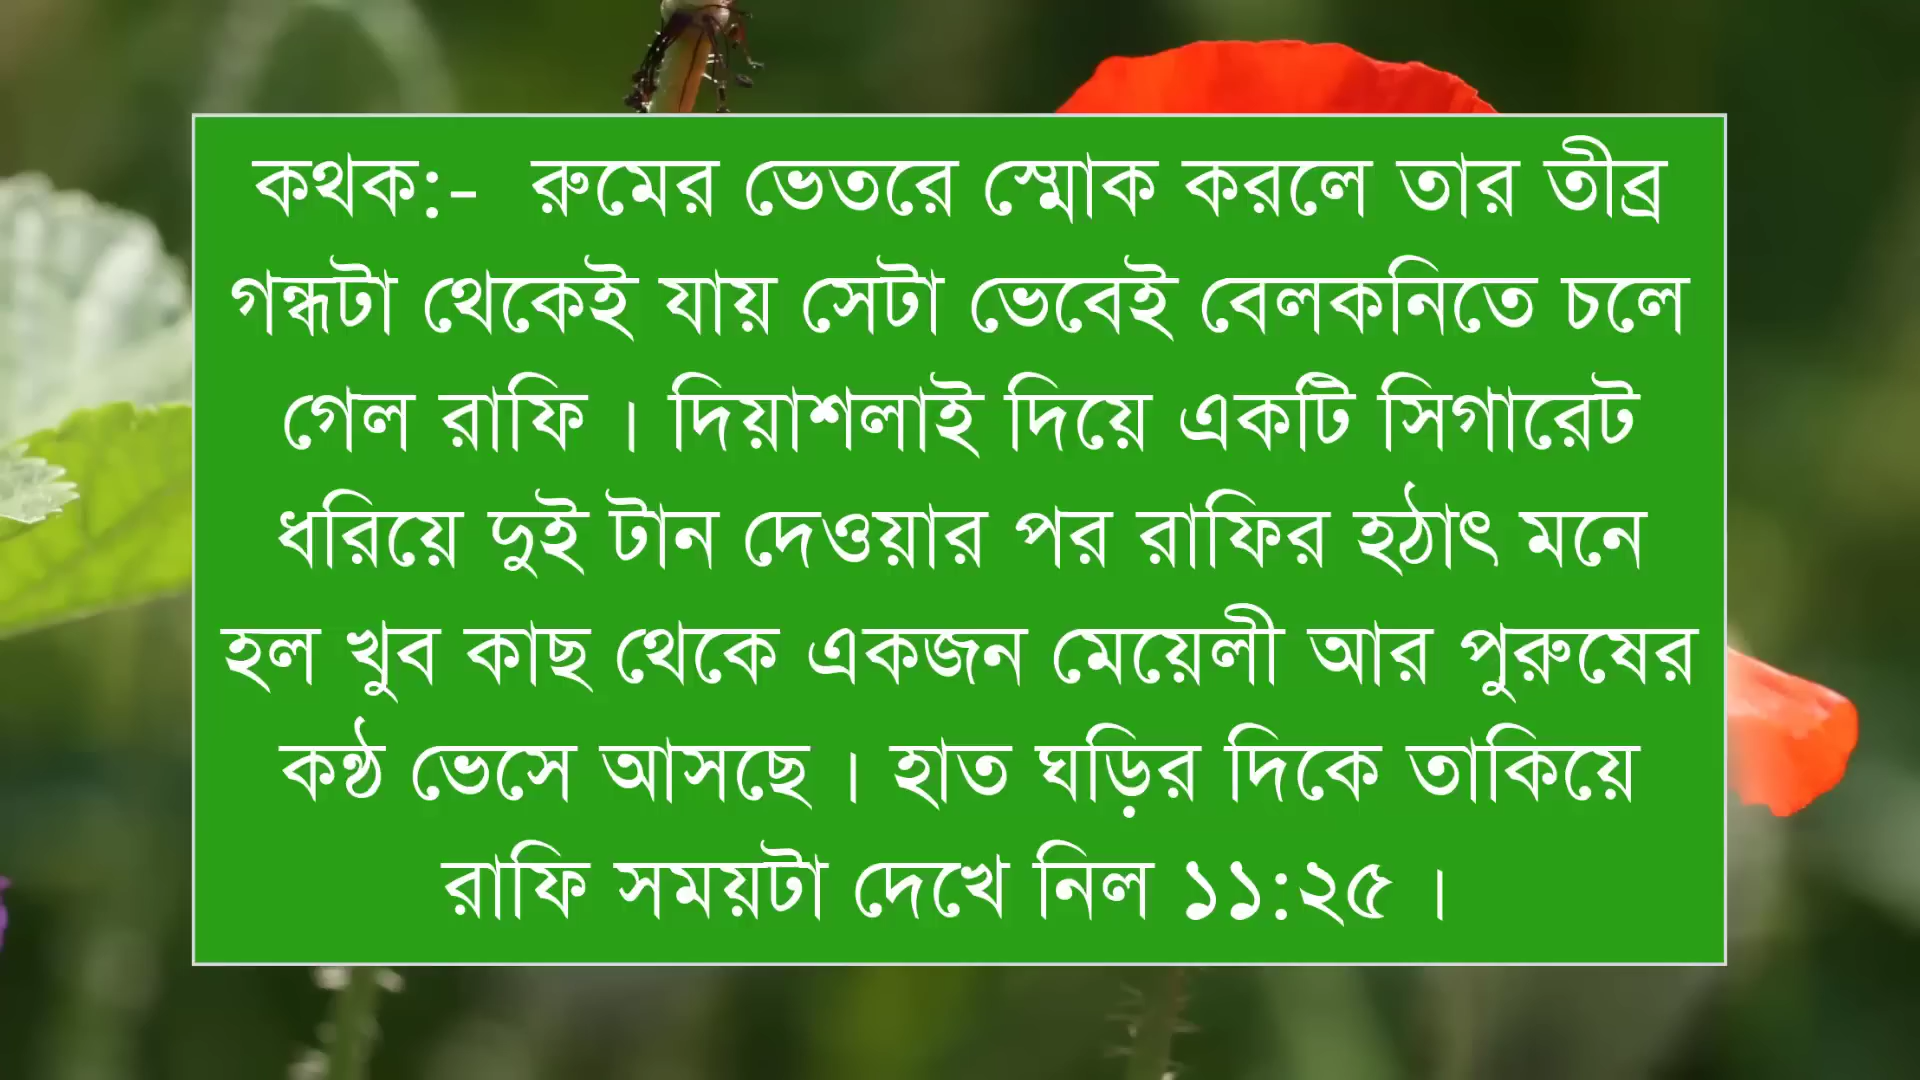 কথক:- রুমের ভেতরে স্মোক করলে তার তীব্র
গন্ধটা থেকেই যায় সেটা ভেবেই বেলকনিতে চলে
গেল রাফি । দিয়াশলাই দিয়ে একটি সিগারেট
ধরিয়ে দুই টান দেওয়ার পর রাফির হঠাৎ মনে
হল খুব কাছ থেকে একজন মেয়েলী আর পুরুষের
কন্ঠ ভেসে আসছে । হাত ঘড়ির দিকে তাকিয়ে
রাফি সময়টা দেখে নিল ১১:২৫ ।